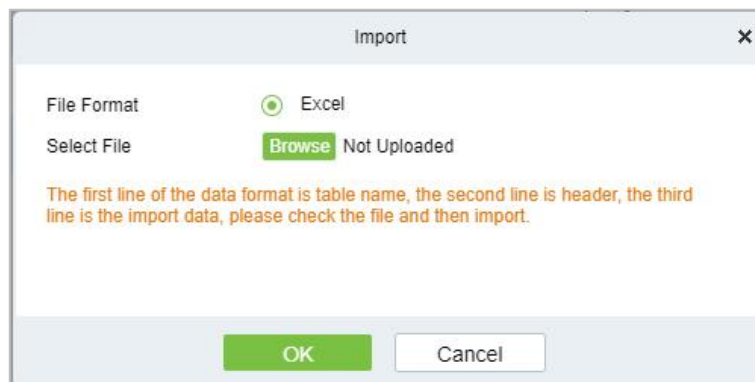 Import
File Format Excel
Select File Browse Not Uploaded
The first line of the data format is table name, the second line is header, the third
line is the import data, please check the file and then import.
OK Cancel